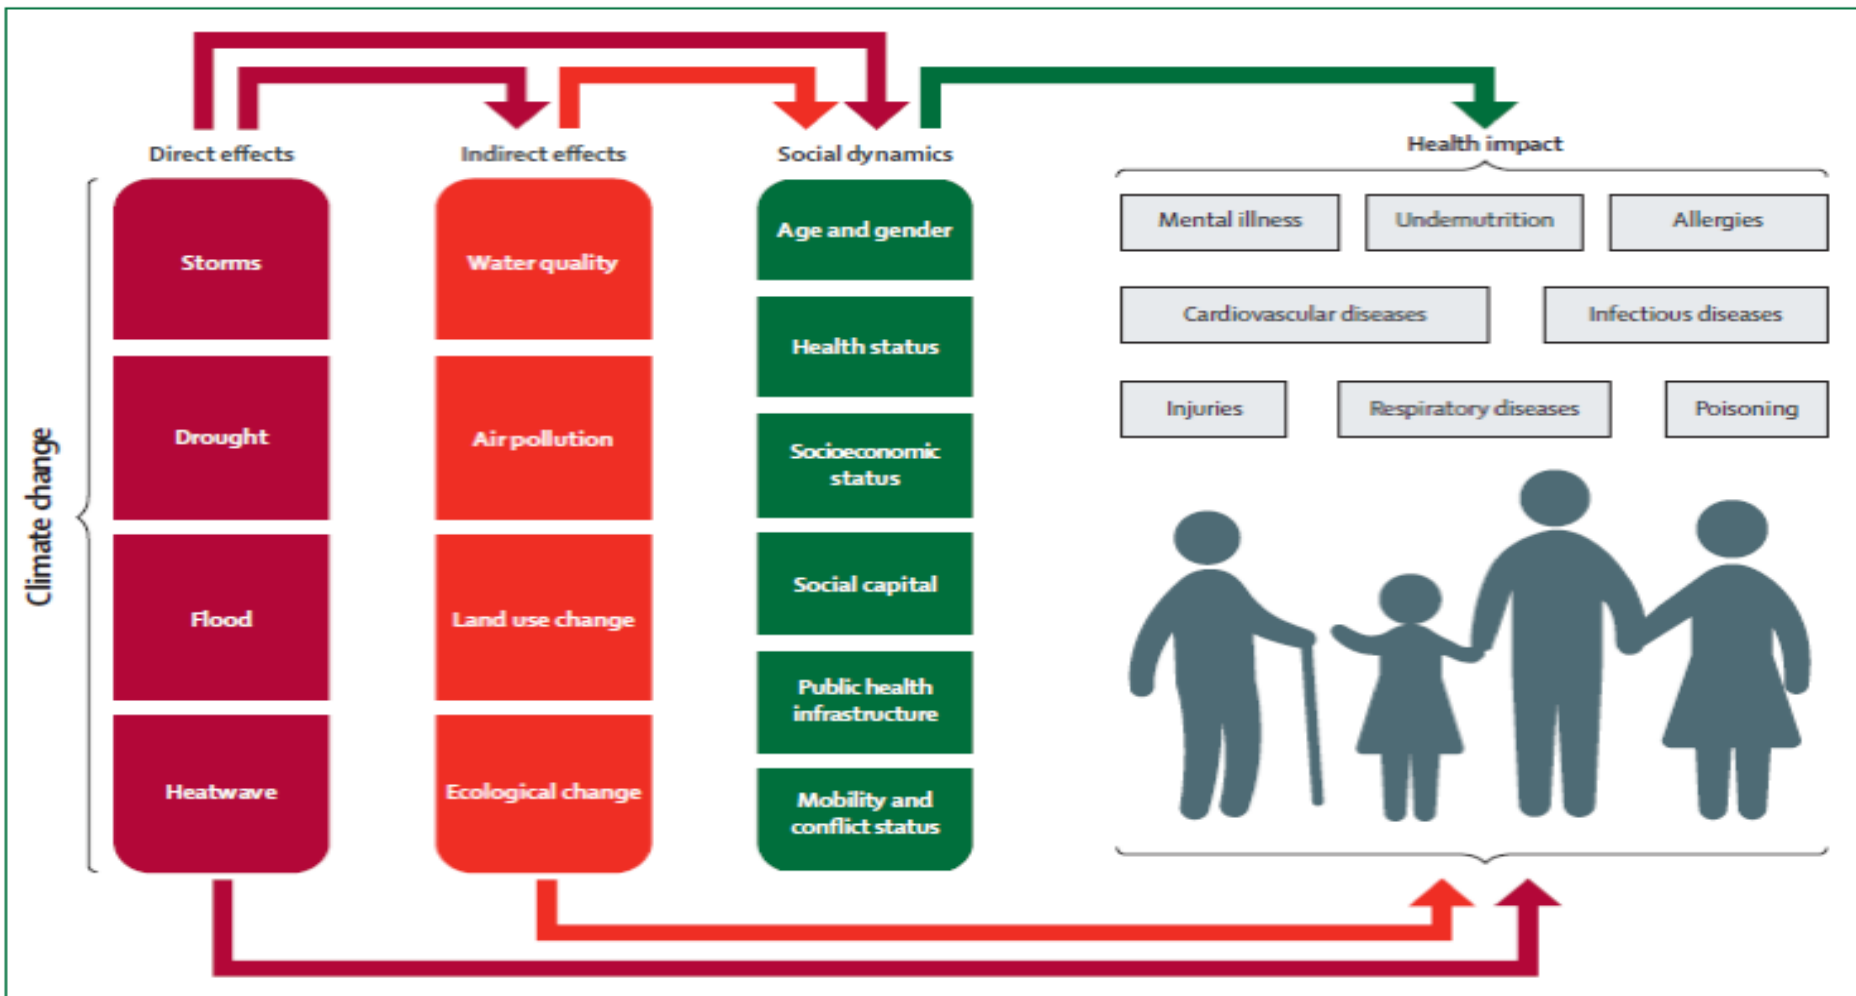 Direct effects
Indirect effects
Social dynamics
Health impact
Climate change
Storms
Drought
Flood
Heatwave
Water quality
Air pollution
Land use change
Ecological change
Age and gender
Health status
Socioeconomic
status
Social capital
Public health
infrastructure
Mobility and
conflict status
Mental illness
Undernutrition
Allergies
Cardiovascular diseases
Infectious diseases
Injuries
Respiratory diseases
Poisoning